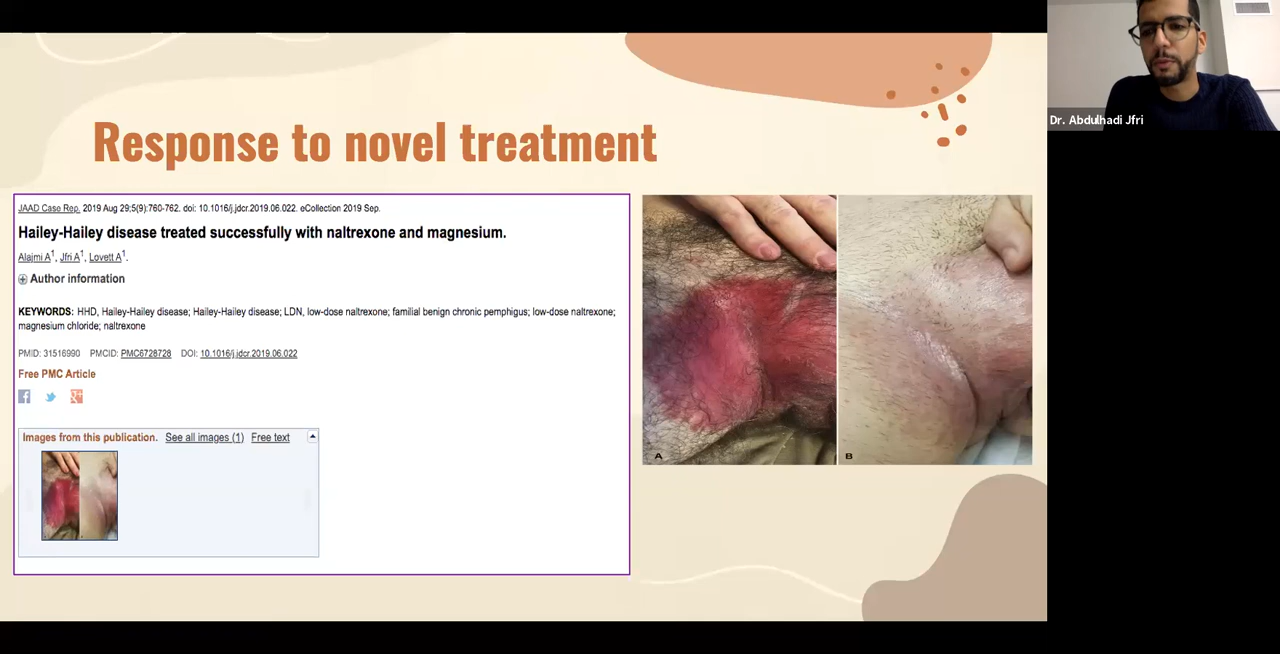 Response to novel treatment
JAAD Case Rep. 2019 Aug 29;5(9):760-762. doi: 10.1016/j.jdcr.2019.06.022. eCollection 2019 Sep.
Hailey-Hailey disease treated successfully with naltrexone and magnesium.
Alajmi A1, Jfri A1, Lovett A1.
Author information
KEYWORDS: HHD, Hailey-Hailey disease; Hailey-Hailey disease; LDN, low-dose naltrexone; familial benign chronic pemphigus; low-dose naltrexone;
magnesium chloride; naltrexone
PMID: 31516990 PMCID: PMC6728728 DOI: 10.1016/j.jdcr.2019.06.022
Free PMC Article
Images from this publication. See all images (1) Free text
A
B
Dr. Abdulhadi Jfri